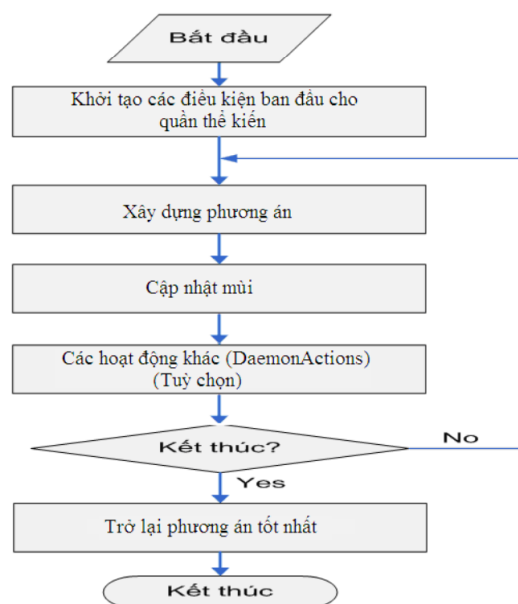 Bắt đầu
Khởi tạo các điều kiện ban đầu cho
quần thể kiến
Xây dựng phương án
Cập nhật mùi
Các hoạt động khác (DaemonActions)
(Tuỳ chọn)
Kết thúc?
No
Yes
Trở lại phương án tốt nhất
Kết thúc